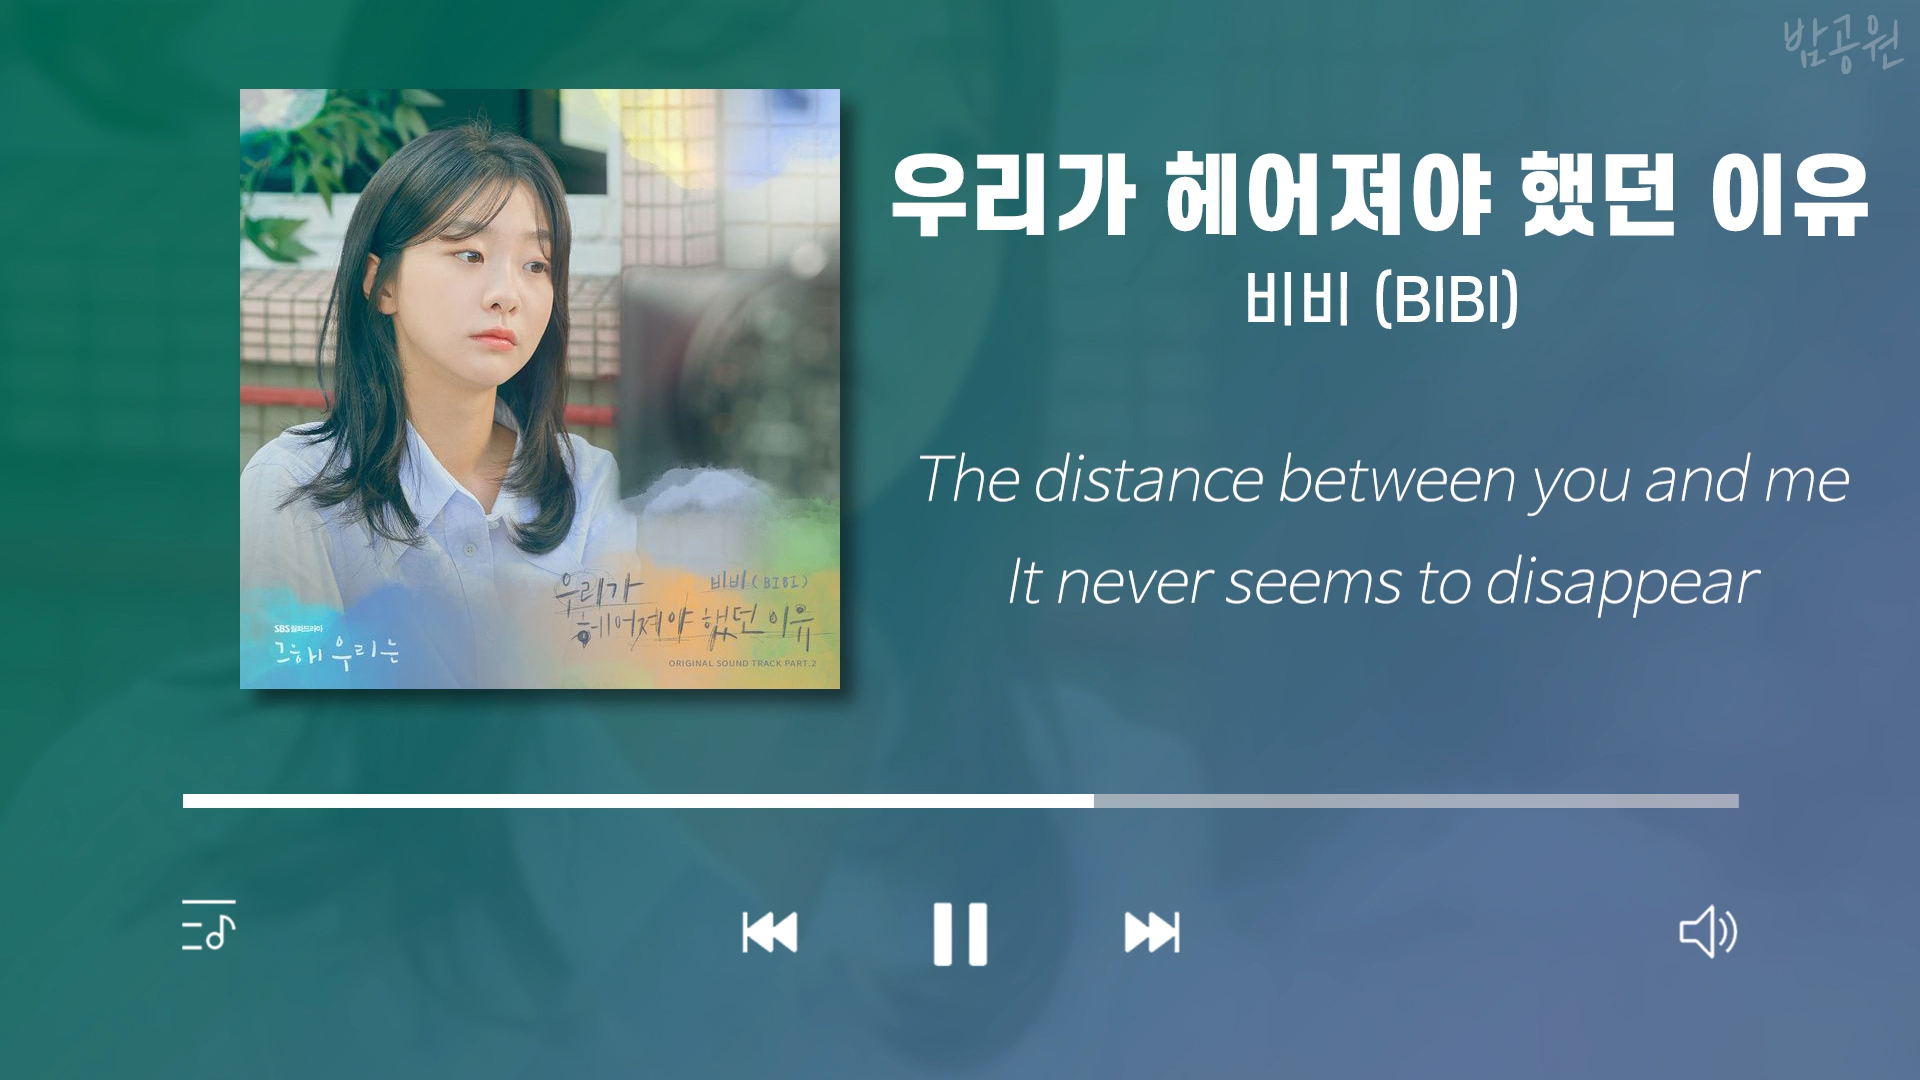 밤공원
우리가 헤어져야 했던 이유
비비 (BIBI)
The distance between you and me
It never seems to disappear
우리가 비비(BIBI)
헤어져야 했던 이유
ORIGINAL SOUND TRACK PART.2
SBS 월화드라마
그 해 우리는